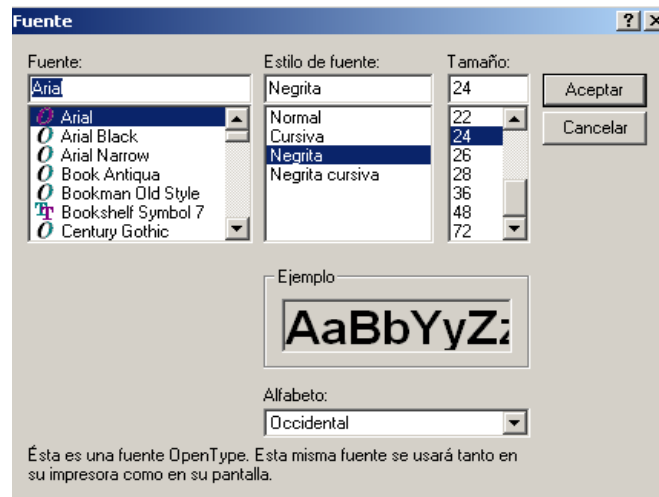 Fuente
Fuente:
Arial
Arial
Arial Black
Arial Narrow
Book Antiqua
Bookman Old Style
Bookshelf Symbol 7
Century Gothic
Estilo de fuente:
Negrita
Normal
Cursiva
Negrita
Negrita cursiva
Tamaño:
24
22
24
26
28
36
48
72
Aceptar
Cancelar
Ejemplo
AaBbYyZz
Alfabeto:
Occidental
Ésta es una fuente OpenType. Esta misma fuente se usará tanto en
su impresora como en su pantalla.